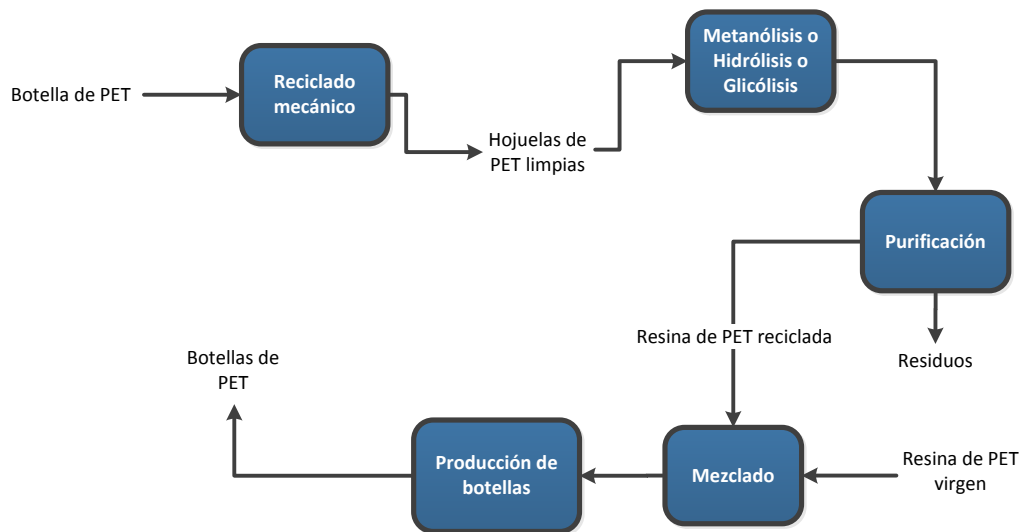 Botella de PET
Reciclado
mecánico
Hojuelas de
PET limpias
Metanólisis o
Hidrólisis o
Glicólisis
Purificación
Residuos
Resina de PET reciclada
Resina de PET
virgen
Mezclado
Producción de
botellas
Botellas de
PET